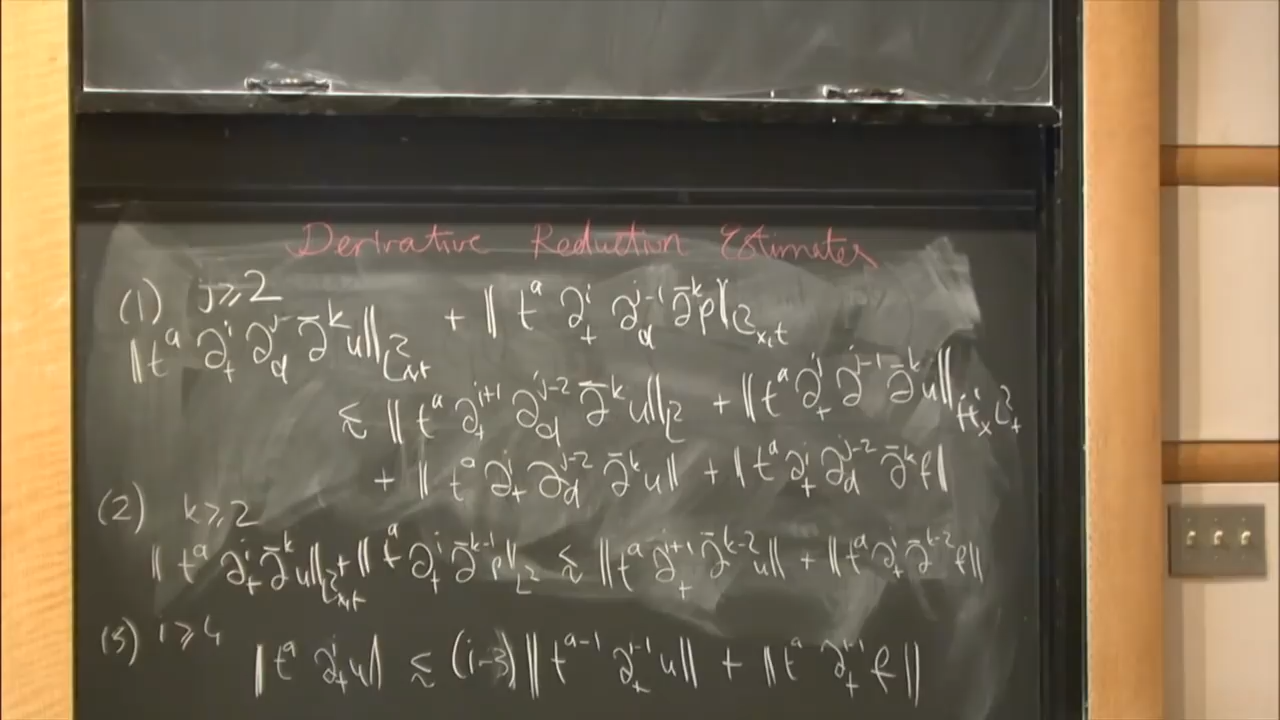 Derivative Reduction Estimates
(1) j ≥ 2
‖t^a ∂_t^i ∂_d^j ∂̄^k u‖_{L²_{x,t}} + ‖t^a ∂_t^i ∂_d^{j-1} ∂̄^k p‖_{L²_{x,t}}
≲ ‖t^a ∂_t^{i+1} ∂_d^{j-2} ∂̄^k u‖_{L²} + ‖t^a ∂_t^i ∂^{j-1} ∂̄^k u‖_{Ḣ¹_x L²_t}
+ ‖t^a ∂_t^i ∂_d^{j-2} ∂̄^k u‖ + ‖t^a ∂_t^i ∂_d^{j-2} ∂̄^k f‖
(2) k ≥ 2
‖t^a ∂_t^i ∂̄^k u‖_{L²_{x,t}} + ‖t^a ∂_t^i ∂̄^{k-1} p‖_{L²} ≲ ‖t^a ∂_t^{i+1} ∂̄^{k-2} u‖ + ‖t^a ∂_t^i ∂̄^{k-2} f‖
(3) i ≥ 4
‖t^a ∂_t^i u‖ ≲ (i-3)‖t^{a-1} ∂_t^{i-1} u‖ + ‖t^a ∂_t^{i-1} f‖